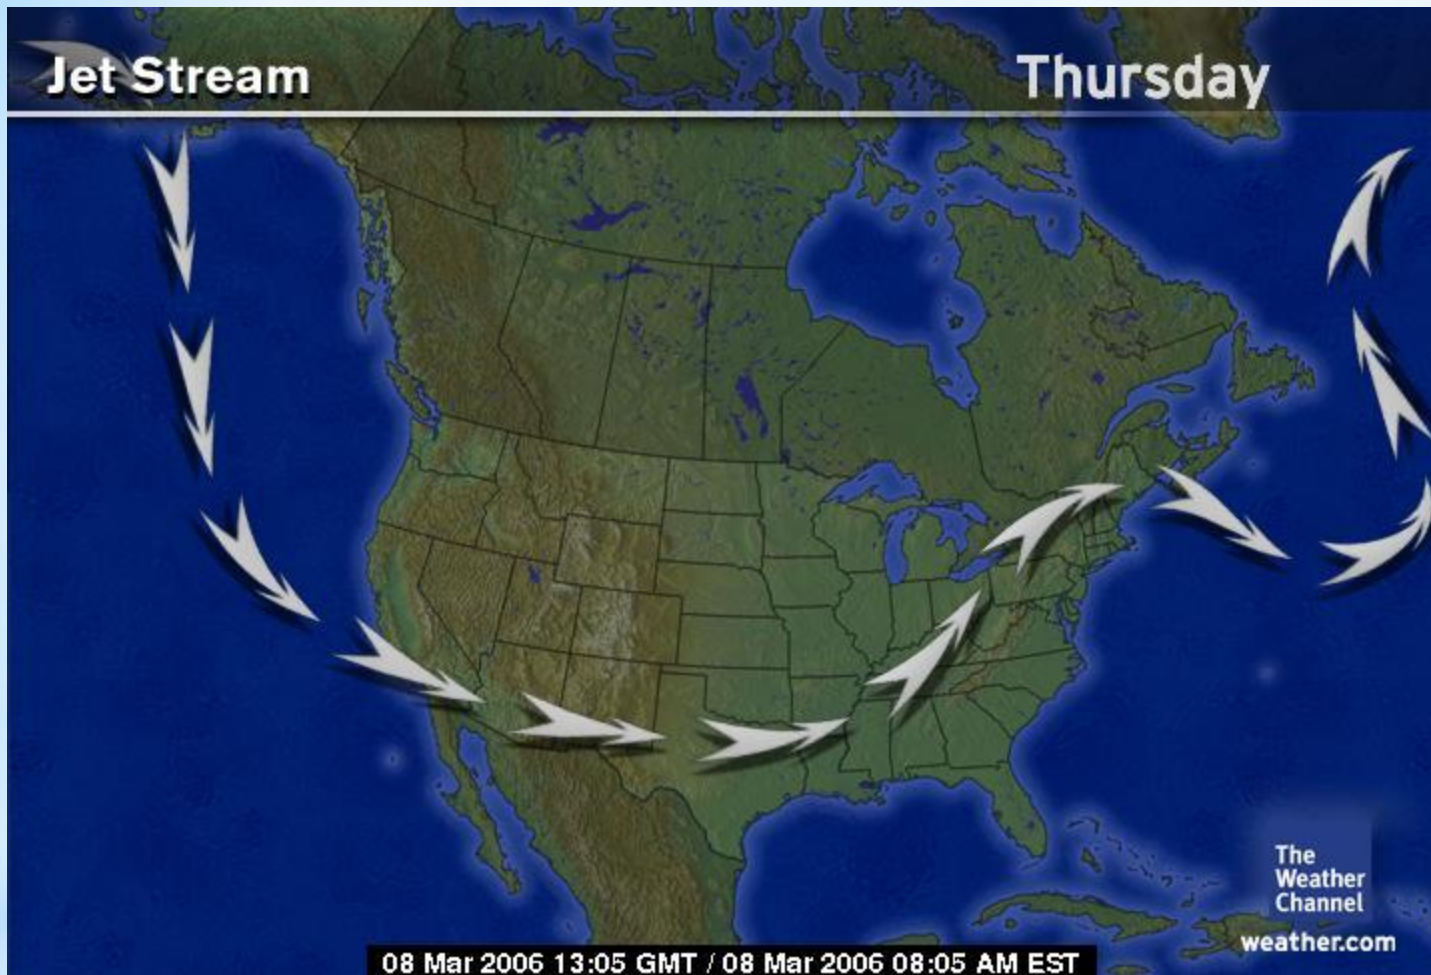 Jet Stream
Thursday
The
Weather
Channel
weather.com
08 Mar 2006 13:05 GMT / 08 Mar 2006 08:05 AM EST